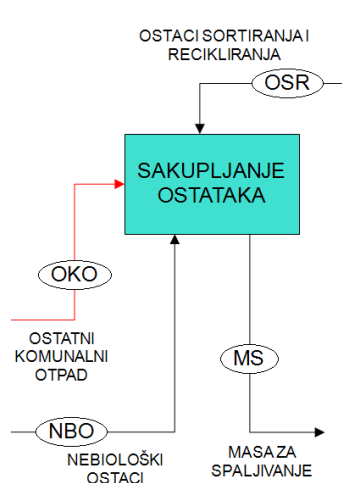 OSTACI SORTIRANJA I
RECIKLIRANJA
OSR
SAKUPLJANJE
OSTATAKA
OKO
OSTATNI
KOMUNALNI
OTPAD
MS
NBO
NEBIOLOŠKI
OSTACI
MASA ZA
SPALJIVANJE